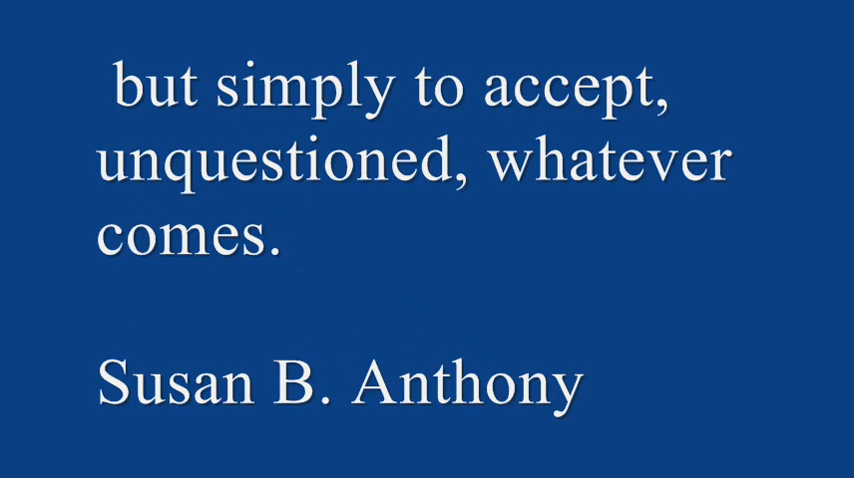 but simply to accept,
unquestioned, whatever
comes.
Susan B. Anthony